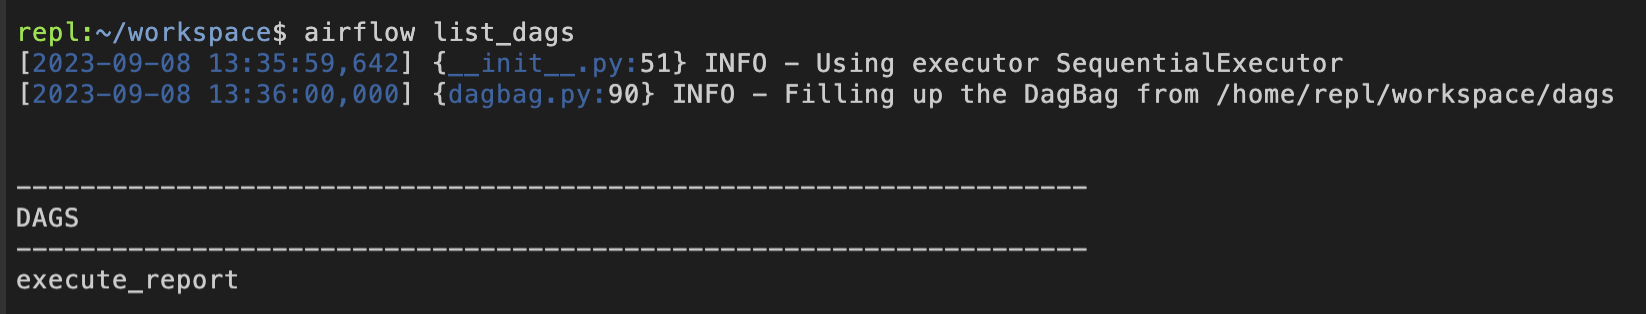 repl:~/workspace$ airflow list_dags
[2023-09-08 13:35:59,642] {__init__.py:51} INFO - Using executor SequentialExecutor
[2023-09-08 13:36:00,000] {dagbag.py:90} INFO - Filling up the DagBag from /home/repl/workspace/dags
-------------------------------------------------------------------
DAGS
-------------------------------------------------------------------
execute_report